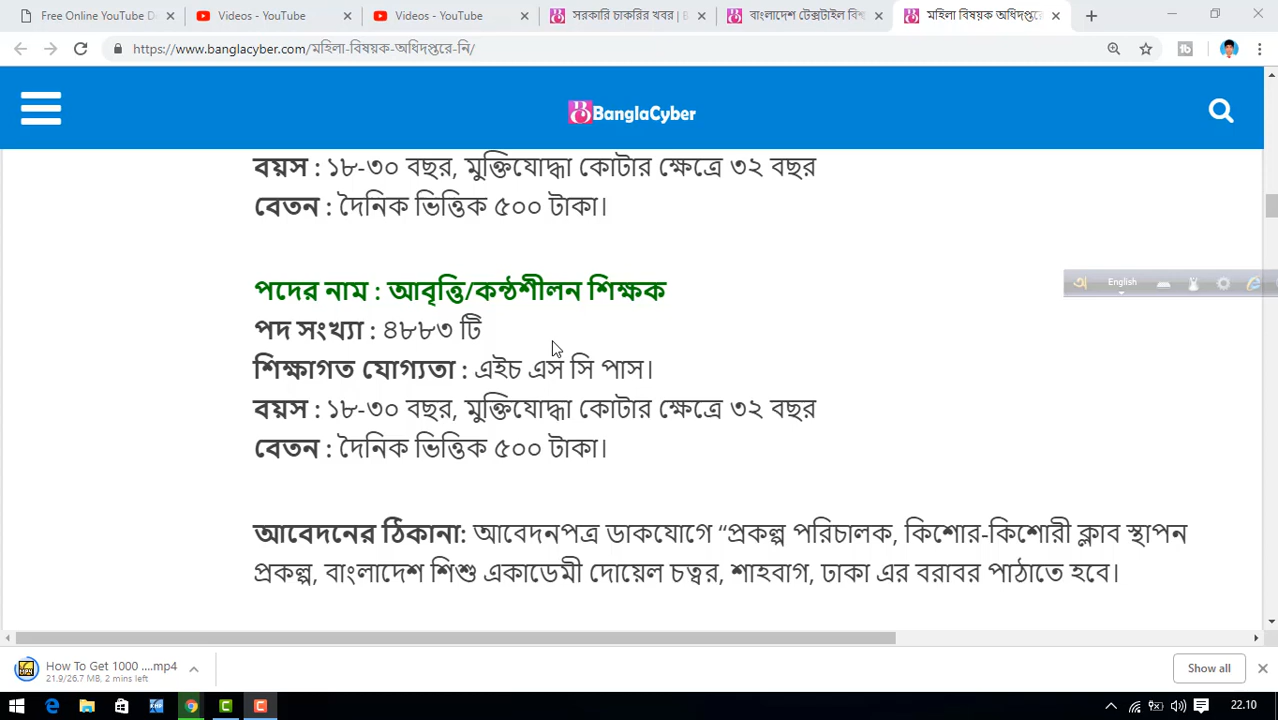 Free Online YouTube D
Videos - YouTube
Videos - YouTube
সরকারি চাকরির খবর | B
বাংলাদেশ টেক্সটাইল বিশ্ব
মহিলা বিষয়ক অধিদপ্তরে
https://www.banglacyber.com/মহিলা-বিষয়ক-অধিদপ্তরে-নি/
BanglaCyber
বয়স : ১৮-৩০ বছর, মুক্তিযোদ্ধা কোটার ক্ষেত্রে ৩২ বছর
বেতন : দৈনিক ভিত্তিক ৫০০ টাকা।
English
পদের নাম : আবৃত্তি/কন্ঠশীলন শিক্ষক
পদ সংখ্যা : ৪৮৮৩ টি
শিক্ষাগত যোগ্যতা : এইচ এস সি পাস।
বয়স : ১৮-৩০ বছর, মুক্তিযোদ্ধা কোটার ক্ষেত্রে ৩২ বছর
বেতন : দৈনিক ভিত্তিক ৫০০ টাকা।
আবেদনের ঠিকানা: আবেদনপত্র ডাকযোগে “প্রকল্প পরিচালক, কিশোর-কিশোরী ক্লাব স্থাপন
প্রকল্প, বাংলাদেশ শিশু একাডেমী দোয়েল চত্বর, শাহবাগ, ঢাকা এর বরাবর পাঠাতে হবে।
How To Get 1000 ....mp4
21.9/26.7 MB, 2 mins left
Show all
22.10